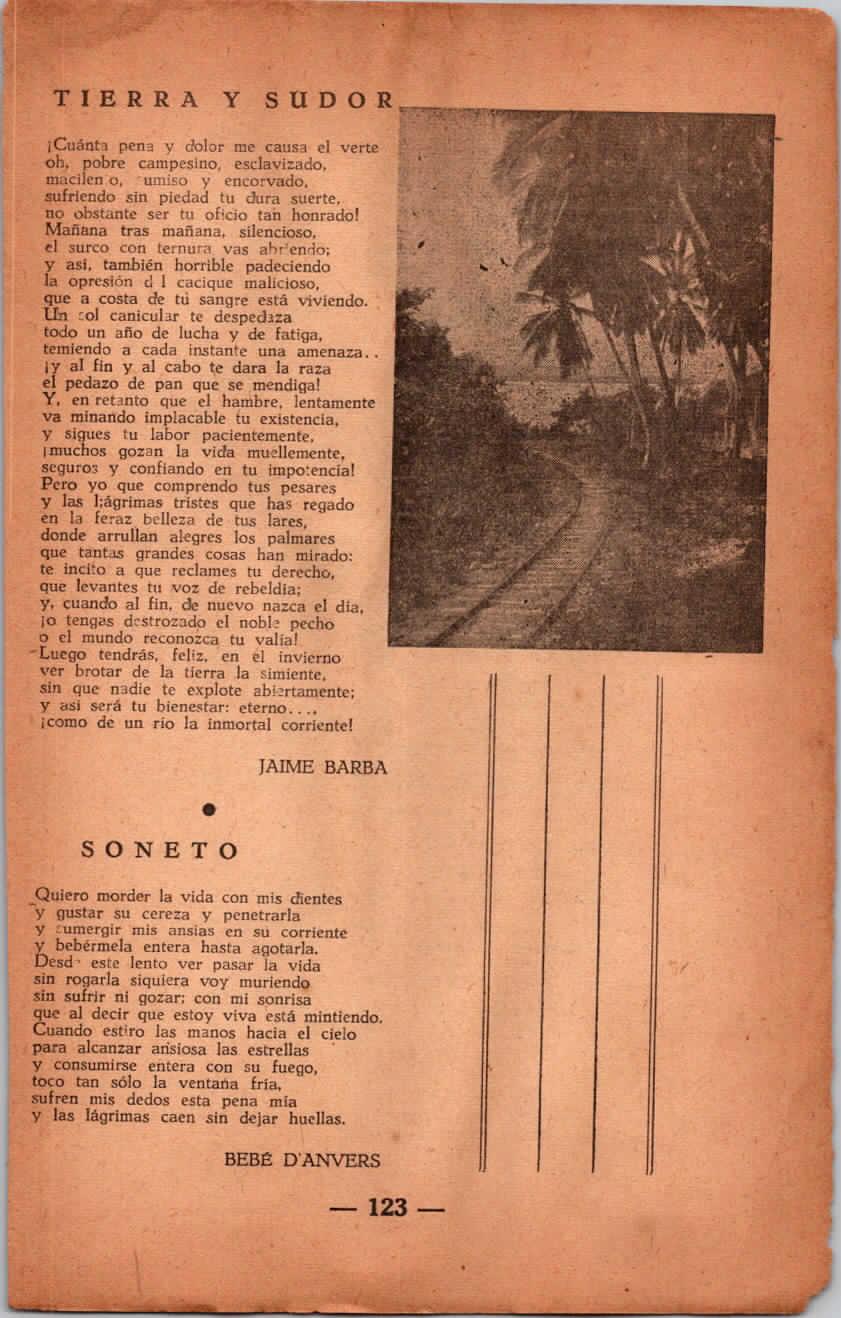 TIERRA Y SUDOR
¡Cuánta pena y dolor me causa el verte
oh, pobre campesino, esclavizado,
macilen o, umiso y encorvado,
sufriendo sin piedad tu dura suerte,
no obstante ser tu oficio tan honrado!
Mañana tras mañana, silencioso,
el surco con ternura vas abriendo;
y asi, también horrible padeciendo
la opresión d l cacique malicioso,
que a costa de tu sangre está viviendo.
Un sol canicular te despedaza
todo un año de lucha y de fatiga,
temiendo a cada instante una amenaza..
¡y al fin y al cabo te dara la raza
el pedazo de pan que se mendiga!
Y, en retanto que el hambre, lentamente
va minando implacable tu existencia,
y sigues tu labor pacientemente,
¡muchos gozan la vida muellemente,
seguros y confiando en tu impotencia!
Pero yo que comprendo tus pesares
y las l;ágrimas tristes que has regado
en la feraz belleza de tus lares,
donde arrullan alegres los palmares
que tantas grandes cosas han mirado:
te incito a que reclames tu derecho,
que levantes tu voz de rebeldia;
y, cuando al fin, de nuevo nazca el día,
¡o tengas destrozado el noble pecho
o el mundo reconozca tu valía!
Luego tendrás, feliz, en el invierno
ver brotar de la tierra la simiente,
sin que nadie te explote abiertamente;
y asi será tu bienestar: eterno...,
¡como de un rio la inmortal corriente!
JAIME BARBA
SONETO
Quiero morder la vida con mis dientes
y gustar su cereza y penetrarla
y sumergir mis ansias en su corriente
y bebérmela entera hasta agotarla.
Desd este lento ver pasar la vida
sin rogarla siquiera voy muriendo
sin sufrir ni gozar; con mi sonrisa
que al decir que estoy viva está mintiendo.
Cuando estiro las manos hacia el cielo
para alcanzar ansiosa las estrellas
y consumirse entera con su fuego,
toco tan sólo la ventana fría,
sufren mis dedos esta pena mía
y las lágrimas caen sin dejar huellas.
BEBÉ D'ANVERS
— 123 —